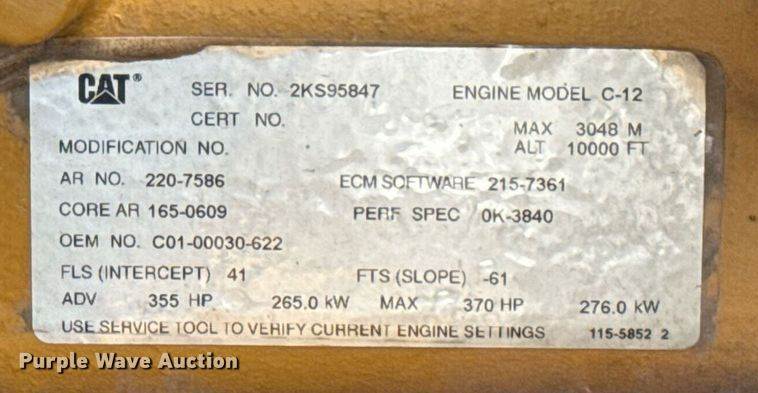 CAT® SER. NO. 2KS95847 ENGINE MODEL C-12
CERT NO.
MAX 3048 M
MODIFICATION NO. ALT 10000 FT
AR NO. 220-7586 ECM SOFTWARE 215-7361
CORE AR 165-0609 PERF SPEC 0K-3840
OEM NO. C01-00030-622
FLS (INTERCEPT) 41 FTS (SLOPE) -61
ADV 355 HP 265.0 kW MAX 370 HP 276.0 kW
USE SERVICE TOOL TO VERIFY CURRENT ENGINE SETTINGS 115-5852 2
Purple Wave Auction